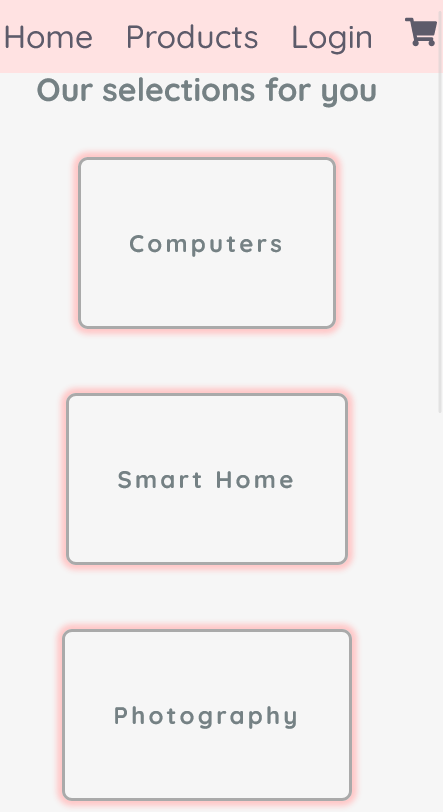 Home Products Login
Our selections for you
Computers
Smart Home
Photography